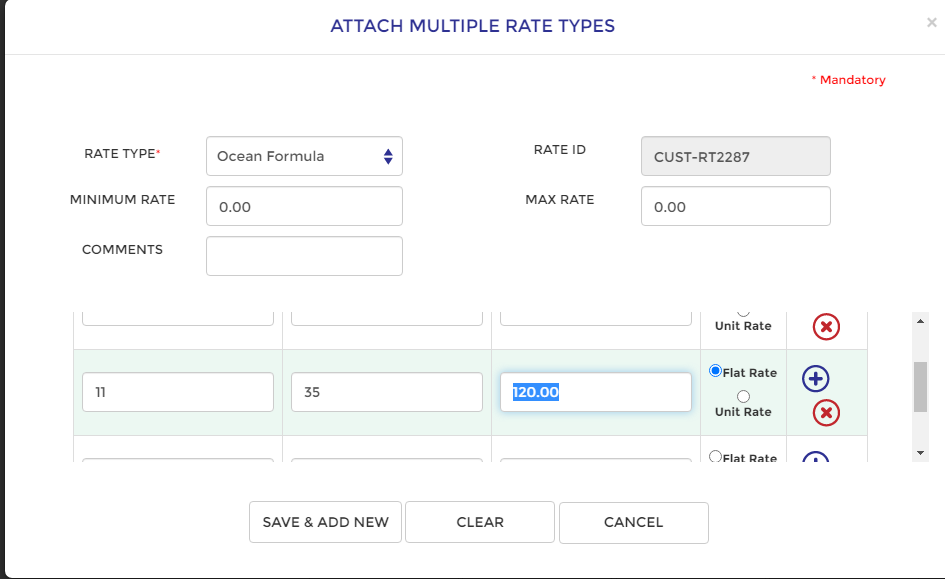 ATTACH MULTIPLE RATE TYPES
×
* Mandatory
RATE TYPE*
Ocean Formula
RATE ID
CUST-RT2287
MINIMUM RATE
0.00
MAX RATE
0.00
COMMENTS
Unit Rate
11
35
120.00
Flat Rate
Unit Rate
Flat Rate
SAVE & ADD NEW
CLEAR
CANCEL